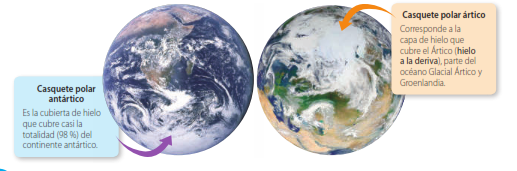 Casquete polar
antártico
Es la cubierta de hielo
que cubre casi la
totalidad (98 %) del
continente antártico.
Casquete polar ártico
Corresponde a la
capa de hielo que
cubre el Ártico (hielo
a la deriva), parte del
océano Glacial Ártico y
Groenlandia.